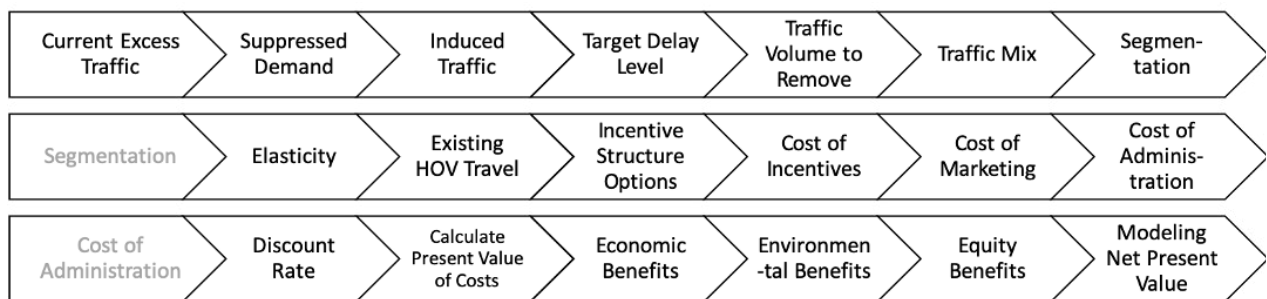 Current Excess
Traffic
Suppressed
Demand
Induced
Traffic
Target Delay
Level
Traffic
Volume to
Remove
Traffic Mix
Segmen-
tation
Segmentation
Elasticity
Existing
HOV Travel
Incentive
Structure
Options
Cost of
Incentives
Cost of
Marketing
Cost of
Adminis-
tration
Cost of
Administration
Discount
Rate
Calculate
Present Value
of Costs
Economic
Benefits
Environmen
-tal Benefits
Equity
Benefits
Modeling
Net Present
Value